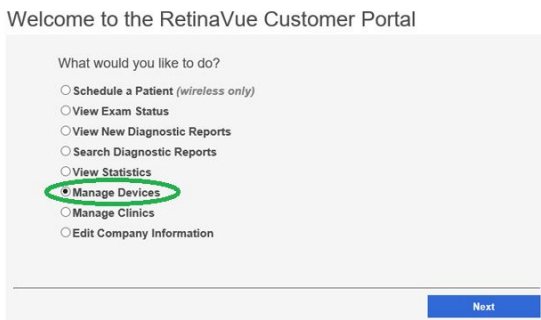 Welcome to the RetinaVue Customer Portal
What would you like to do?
Schedule a Patient (wireless only)
View Exam Status
View New Diagnostic Reports
Search Diagnostic Reports
View Statistics
Manage Devices
Manage Clinics
Edit Company Information
Next